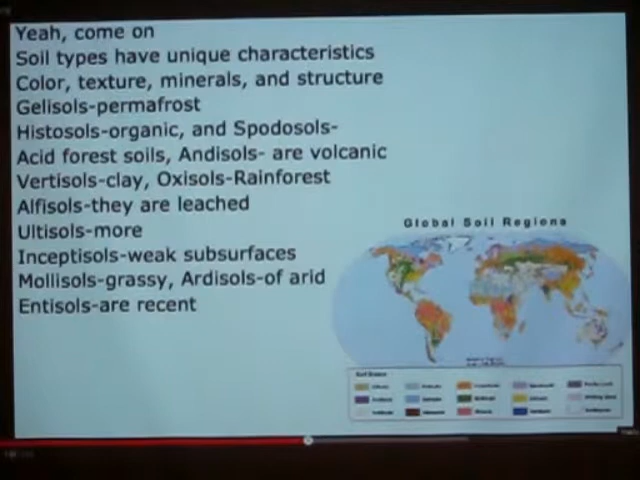 Yeah, come on
Soil types have unique characteristics
Color, texture, minerals, and structure
Gelisols-permafrost
Histosols-organic, and Spodosols-
Acid forest soils, Andisols- are volcanic
Vertisols-clay, Oxisols-Rainforest
Alfisols-they are leached
Ultisols-more
Inceptisols-weak subsurfaces
Mollisols-grassy, Ardisols-of arid
Entisols-are recent
Global Soil Regions